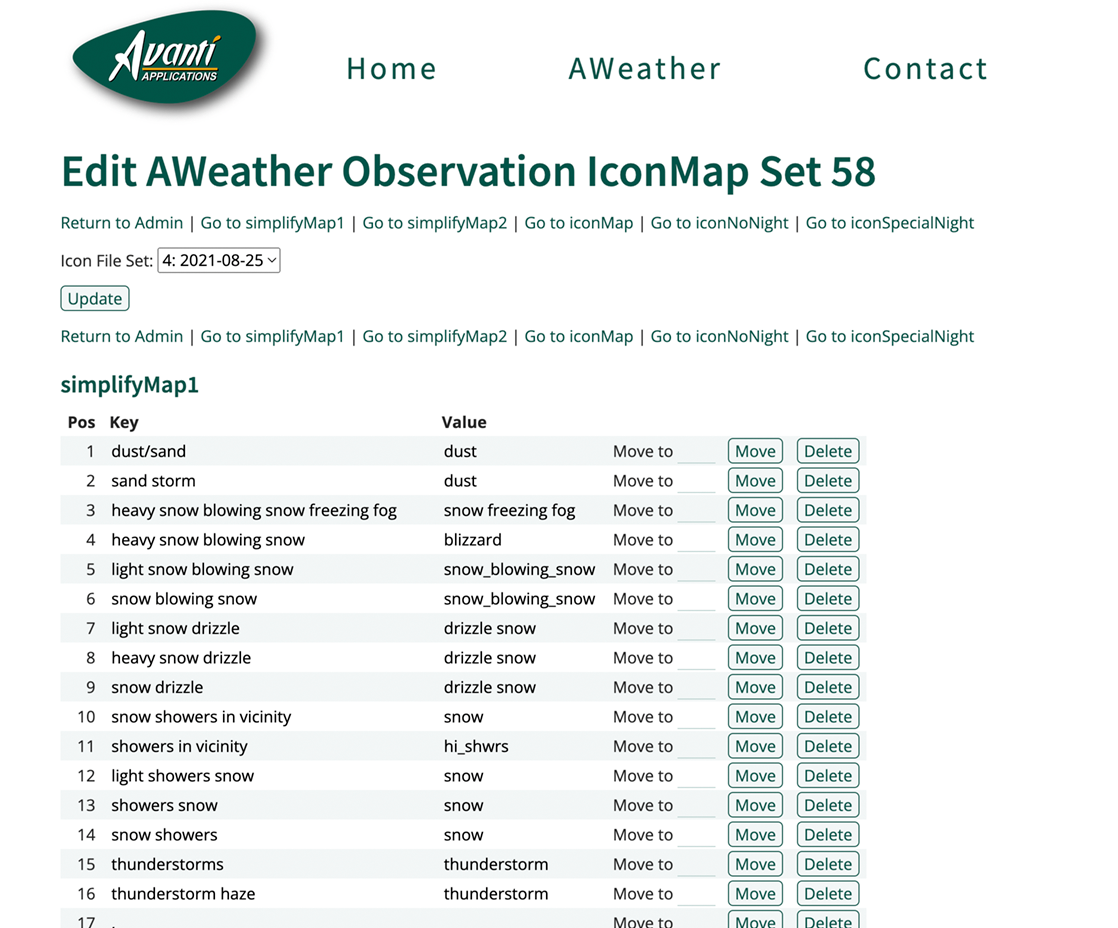 Avanti
APPLICATIONS
Home AWeather Contact
Edit AWeather Observation IconMap Set 58
Return to Admin | Go to simplifyMap1 | Go to simplifyMap2 | Go to iconMap | Go to iconNoNight | Go to iconSpecialNight
Icon File Set: 4: 2021-08-25
Update
Return to Admin | Go to simplifyMap1 | Go to simplifyMap2 | Go to iconMap | Go to iconNoNight | Go to iconSpecialNight
simplifyMap1
Pos Key Value
1 dust/sand dust Move to Move Delete
2 sand storm dust Move to Move Delete
3 heavy snow blowing snow freezing fog snow freezing fog Move to Move Delete
4 heavy snow blowing snow blizzard Move to Move Delete
5 light snow blowing snow snow_blowing_snow Move to Move Delete
6 snow blowing snow snow_blowing_snow Move to Move Delete
7 light snow drizzle drizzle snow Move to Move Delete
8 heavy snow drizzle drizzle snow Move to Move Delete
9 snow drizzle drizzle snow Move to Move Delete
10 snow showers in vicinity snow Move to Move Delete
11 showers in vicinity hi_shwrs Move to Move Delete
12 light showers snow snow Move to Move Delete
13 showers snow snow Move to Move Delete
14 snow showers snow Move to Move Delete
15 thunderstorms thunderstorm Move to Move Delete
16 thunderstorm haze thunderstorm Move to Move Delete
17 Move to Move Delete